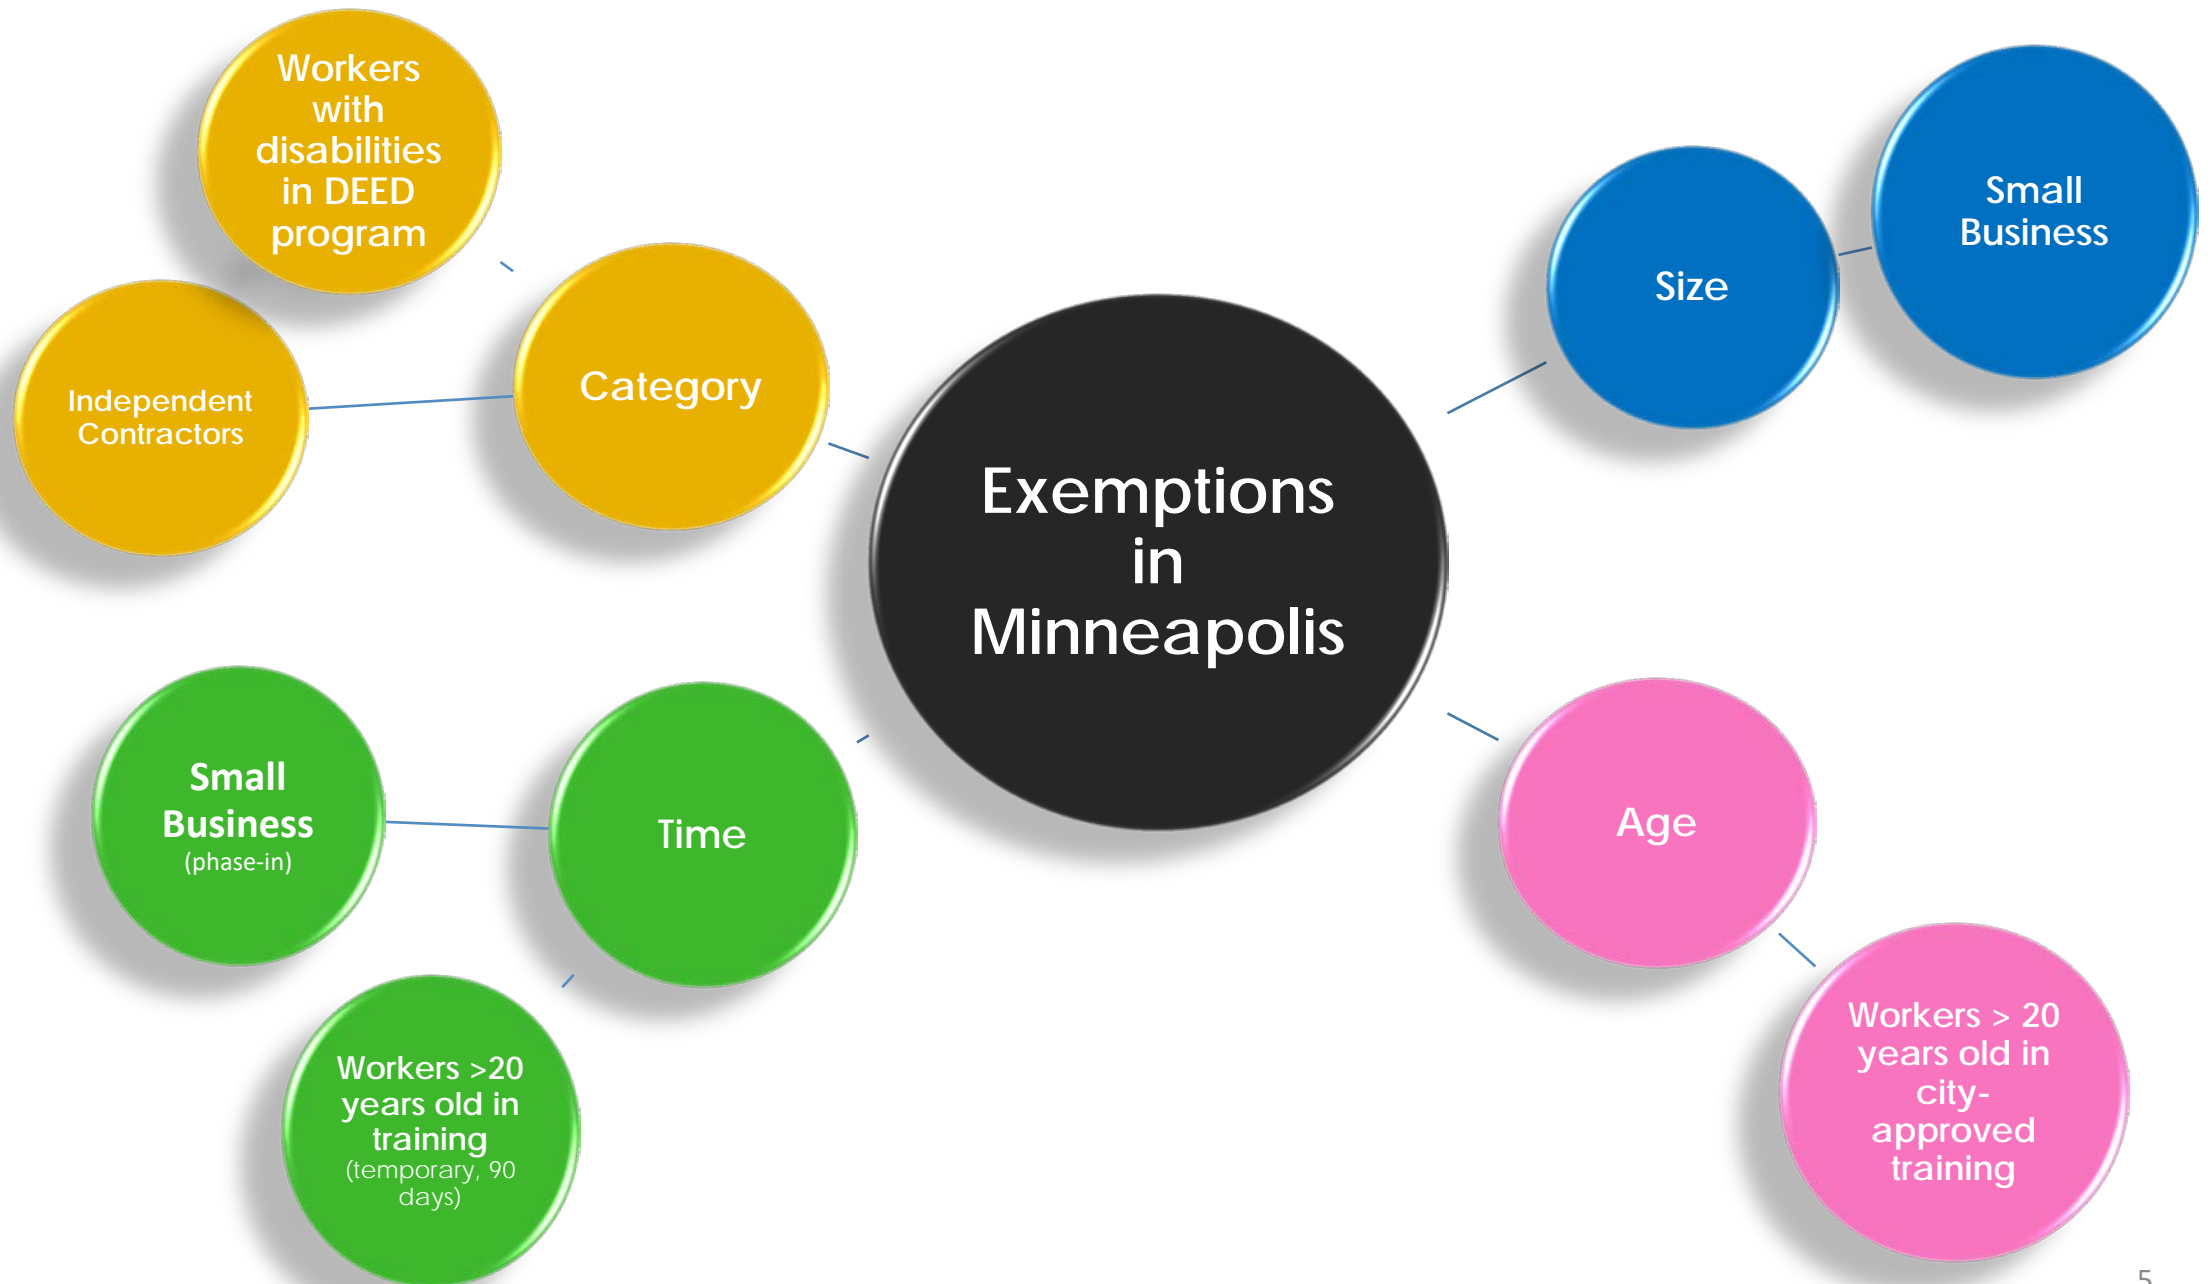 Workers
with
disabilities
in DEED
program
Independent
Contractors
Category
Exemptions
in
Minneapolis
Size
Small
Business
Small
Business
(phase-in)
Time
Workers >20
years old in
training
(temporary, 90
days)
Age
Workers > 20
years old in
city-
approved
training
5